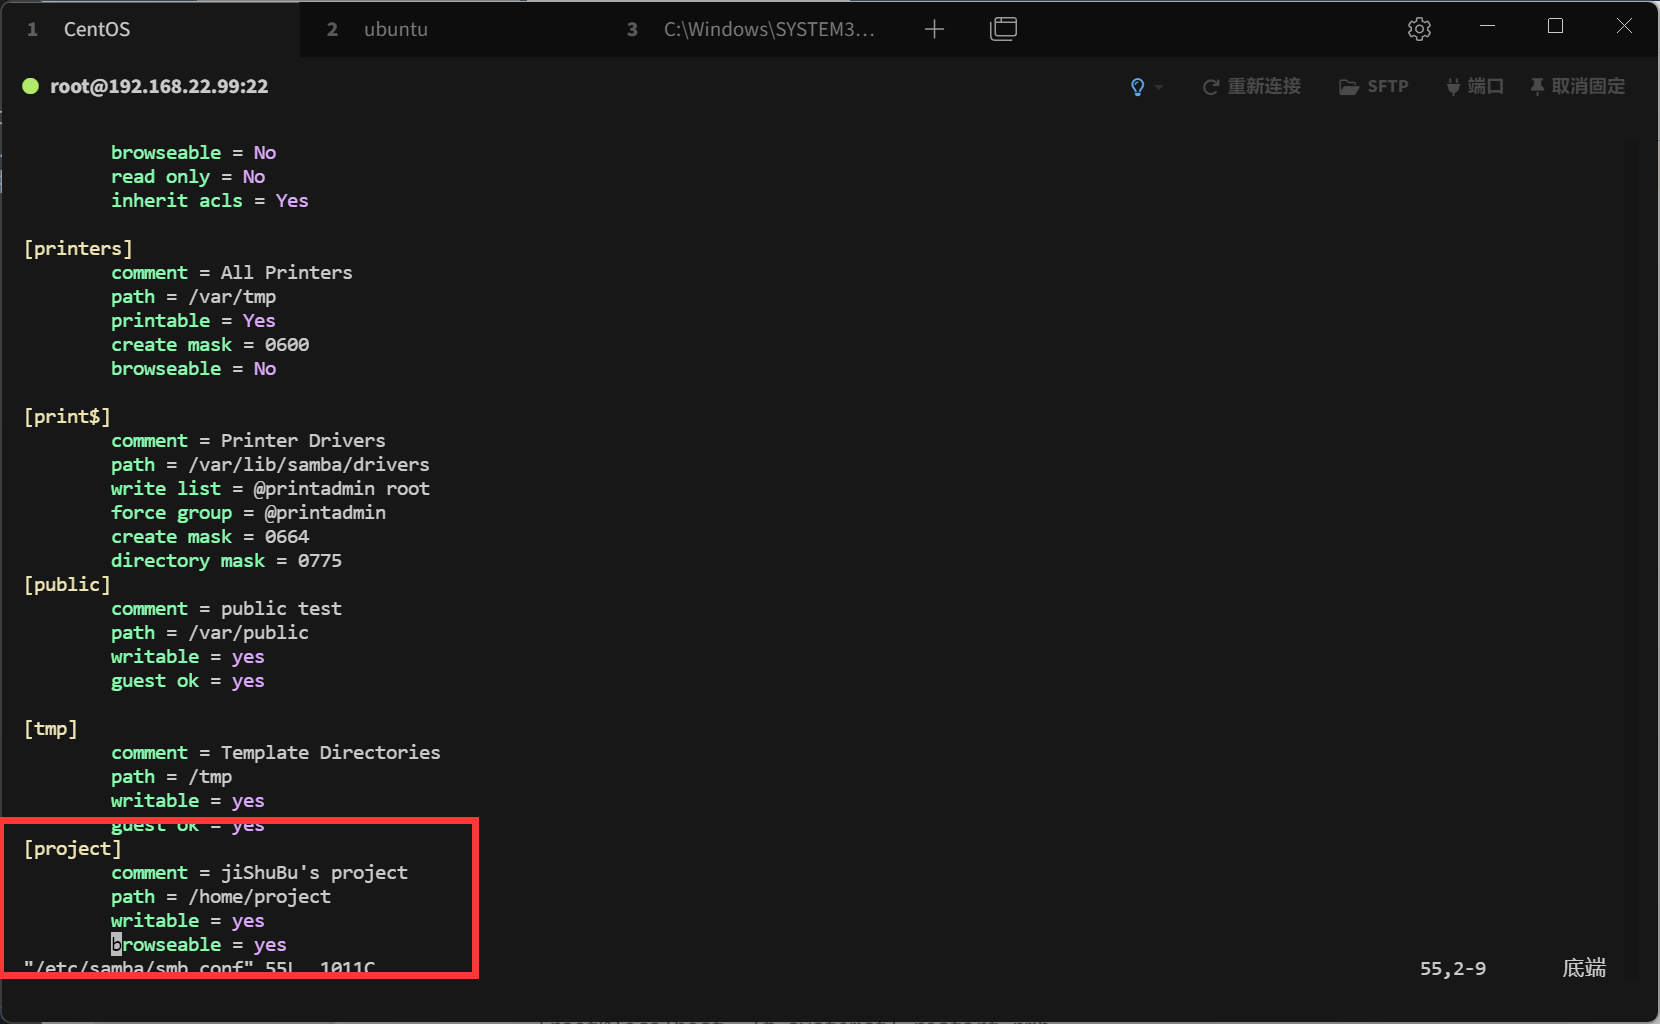 1 CentOS 2 ubuntu 3 C:\Windows\SYSTEM3...
root@192.168.22.99:22 重新连接 SFTP 端口 取消固定
browseable = No
read only = No
inherit acls = Yes
[printers]
comment = All Printers
path = /var/tmp
printable = Yes
create mask = 0600
browseable = No
[print$]
comment = Printer Drivers
path = /var/lib/samba/drivers
write list = @printadmin root
force group = @printadmin
create mask = 0664
directory mask = 0775
[public]
comment = public test
path = /var/public
writable = yes
guest ok = yes
[tmp]
comment = Template Directories
path = /tmp
writable = yes
guest ok = yes
[project]
comment = jiShuBu's project
path = /home/project
writable = yes
browseable = yes
"/etc/samba/smb.conf" 55L, 1011C 55,2-9 底端